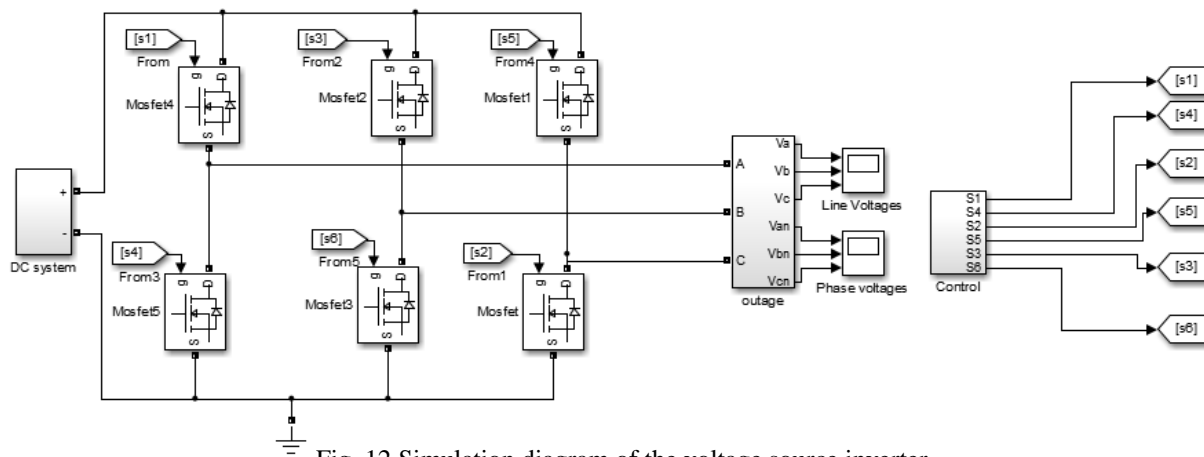 [s1]
From
g
D
S
Mosfet4
[s3]
From2
g
D
S
Mosfet2
[s5]
From4
g
D
S
Mosfet1
+
-
DC system
[s4]
From3
g
D
S
Mosfet5
[s6]
From5
g
D
S
Mosfet3
[s2]
From1
g
D
S
Mosfet
A
B
C
Va
Vb
Vc
Van
Vbn
Vcn
outage
Line Voltages
Phase voltages
S1
S4
S2
S5
S3
S6
Control
[s1]
[s4]
[s2]
[s5]
[s3]
[s6]
Fig. 12 Simulation diagram of the voltage source inverter